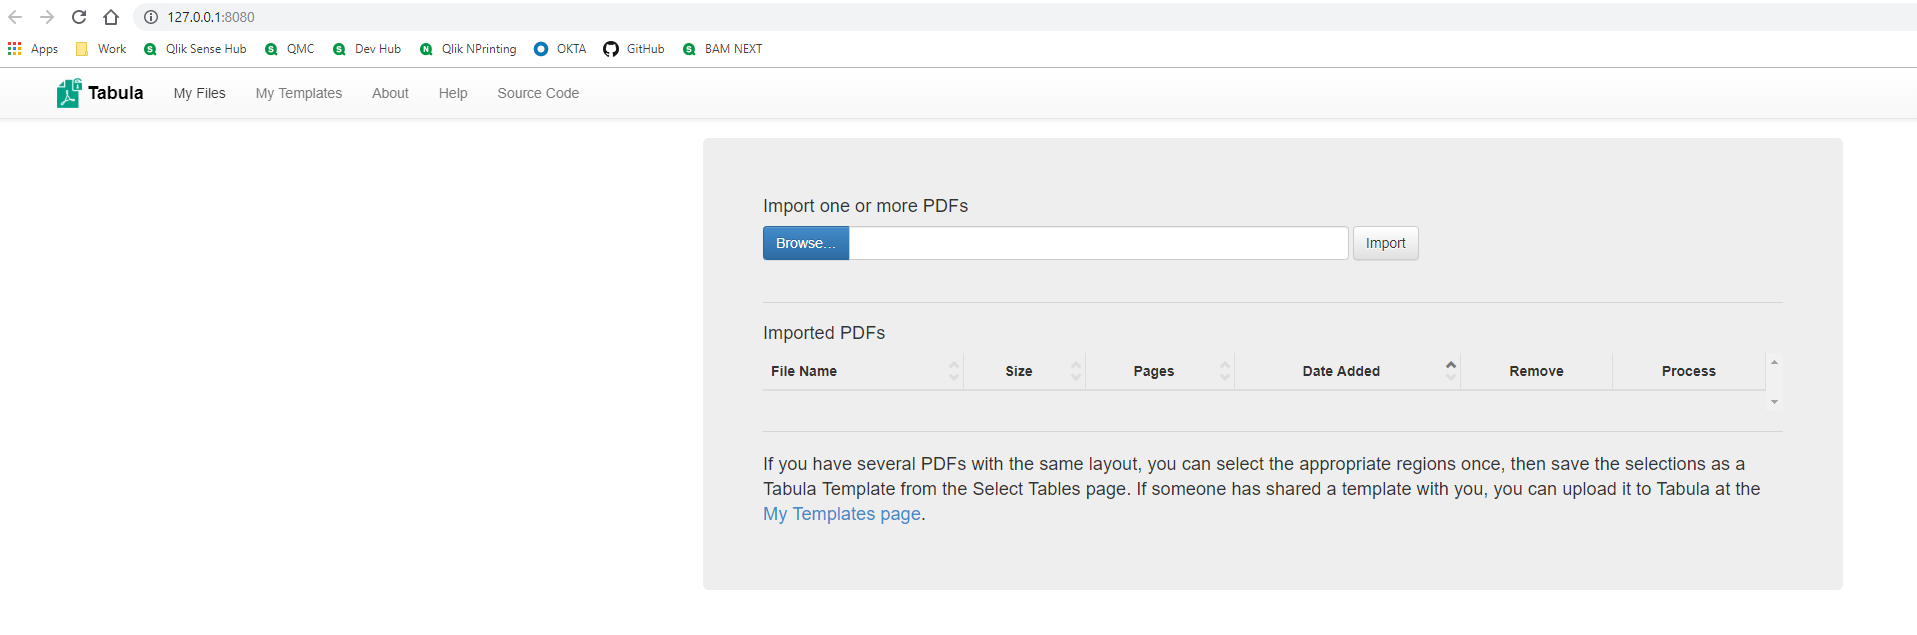 127.0.0.1:8080
Apps Work Qlik Sense Hub QMC Dev Hub Qlik NPrinting OKTA GitHub BAM NEXT
Tabula My Files My Templates About Help Source Code
Import one or more PDFs
Browse... Import
Imported PDFs
File Name Size Pages Date Added Remove Process
If you have several PDFs with the same layout, you can select the appropriate regions once, then save the selections as a
Tabula Template from the Select Tables page. If someone has shared a template with you, you can upload it to Tabula at the
My Templates page.